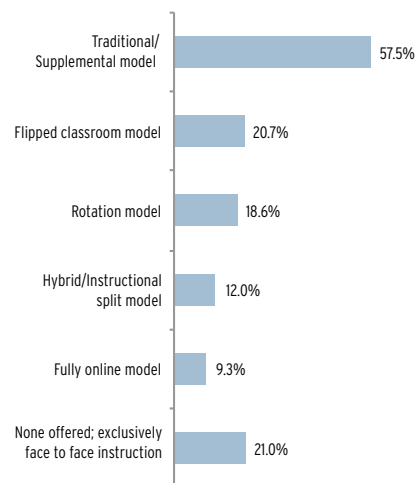 Traditional/
Supplemental model
57.5%
Flipped classroom model
20.7%
Rotation model
18.6%
Hybrid/Instructional
split model
12.0%
Fully online model
9.3%
None offered; exclusively
face to face instruction
21.0%